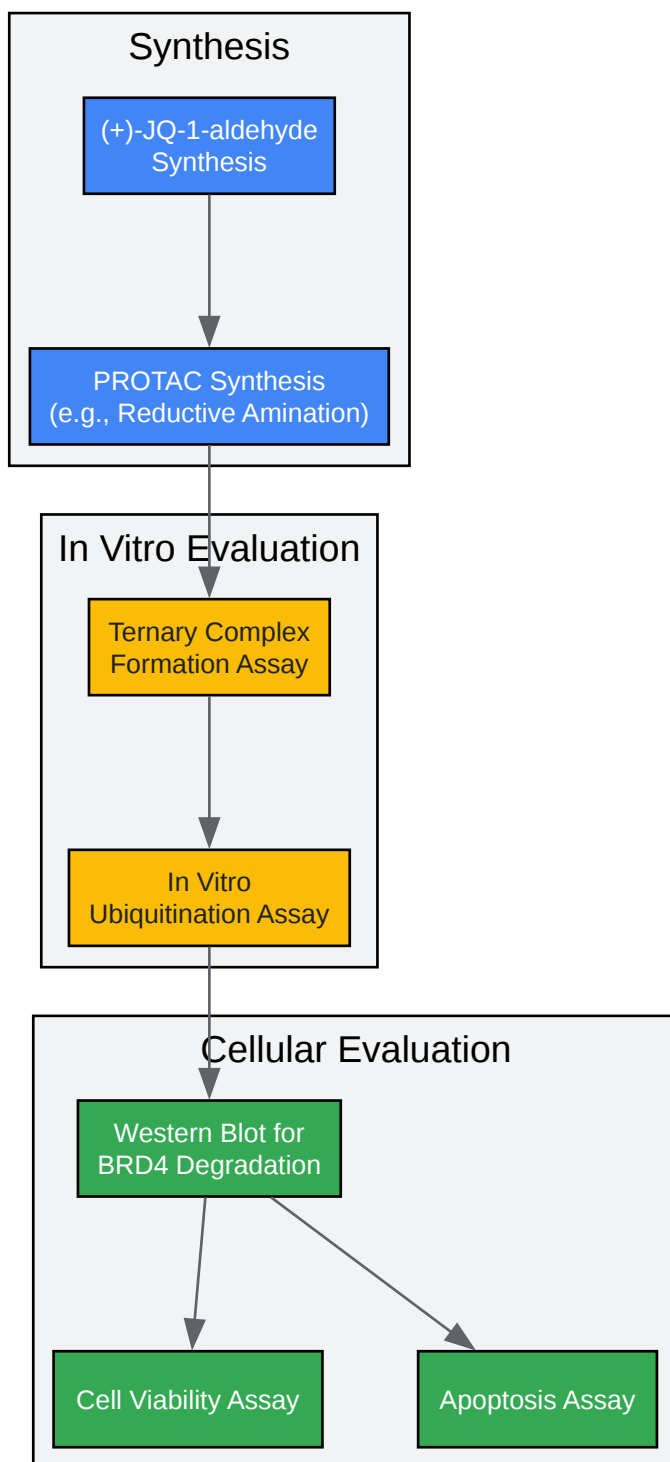 Synthesis
(+)-JQ-1-aldehyde
Synthesis
PROTAC Synthesis
(e.g., Reductive Amination)
In Vitro Evaluation
Ternary Complex
Formation Assay
In Vitro
Ubiquitination Assay
Cellular Evaluation
Western Blot for
BRD4 Degradation
Cell Viability Assay
Apoptosis Assay